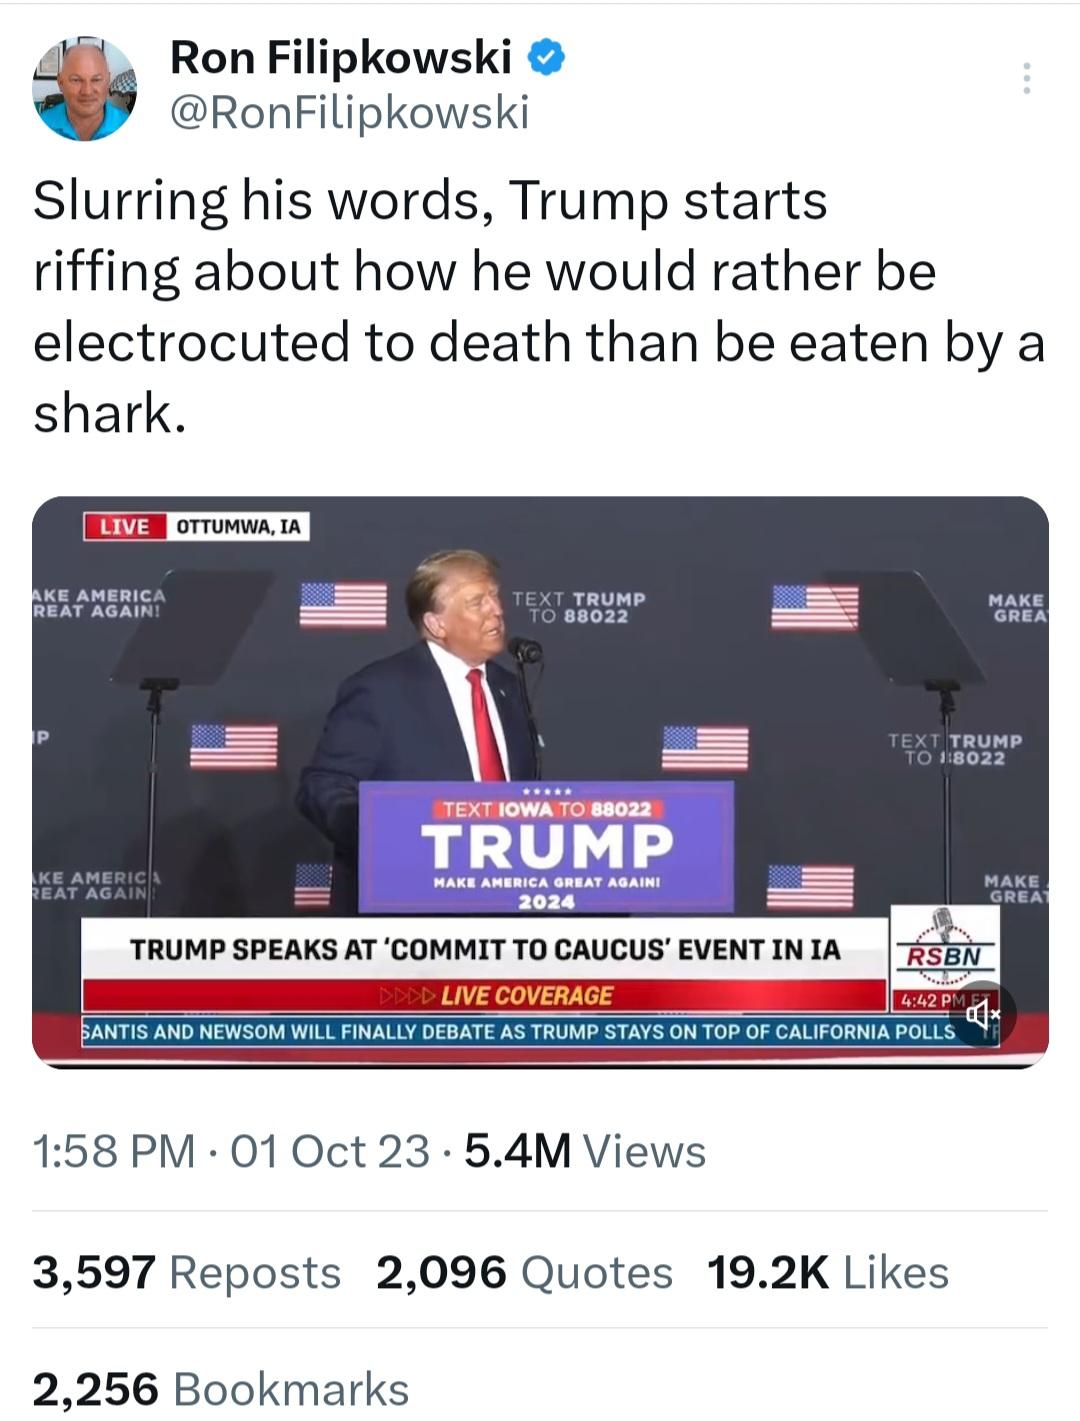 Ron Filipkowski
@RonFilipkowski
Slurring his words, Trump starts
riffing about how he would rather be
electrocuted to death than be eaten by a
shark.
LIVE OTTUMWA, IA
AKE AMERICA
REAT AGAIN!
TEXT TRUMP
TO 88022
MAKE
GREA
IP
TEXT TRUMP
TO 88022
TEXT IOWA TO 88022
TRUMP
MAKE AMERICA GREAT AGAIN!
2024
AKE AMERICA
REAT AGAIN!
MAKE
GREAT
TRUMP SPEAKS AT 'COMMIT TO CAUCUS' EVENT IN IA
RSBN
LIVE COVERAGE
4:42 PM ET
SANTIS AND NEWSOM WILL FINALLY DEBATE AS TRUMP STAYS ON TOP OF CALIFORNIA POLLS
1:58 PM · 01 Oct 23 · 5.4M Views
3,597 Reposts 2,096 Quotes 19.2K Likes
2,256 Bookmarks